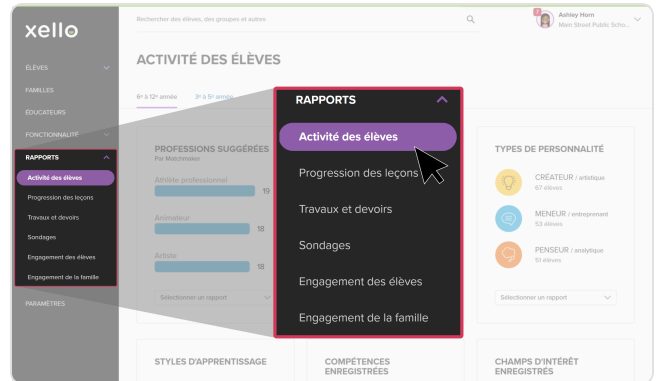 xello
Rechercher des élèves, des groupes et autres
7
Ashley Horn
Main Street Public Scho...
ÉLÈVES
FAMILLES
ÉDUCATEURS
FONCTIONNALITÉ
RAPPORTS
Activité des élèves
Progression des leçons
Travaux et devoirs
Sondages
Engagement des élèves
Engagement de la famille
PARAMÈTRES
ACTIVITÉ DES ÉLÈVES
6e à 12e année 3e à 5e année
PROFESSIONS SUGGÉRÉES
Par Matchmaker
Athlète professionnel
19
Animateur
18
Artiste
18
Sélectionner un rapport
RAPPORTS
Activité des élèves
Progression des leçons
Travaux et devoirs
Sondages
Engagement des élèves
Engagement de la famille
TYPES DE PERSONNALITÉ
CRÉATEUR / artistique
67 élèves
MENEUR / entreprenant
53 élèves
PENSEUR / analytique
51 élèves
Sélectionner un rapport
STYLES D'APPRENTISSAGE
COMPÉTENCES
ENREGISTRÉES
CHAMPS D'INTÉRÊT
ENREGISTRÉS